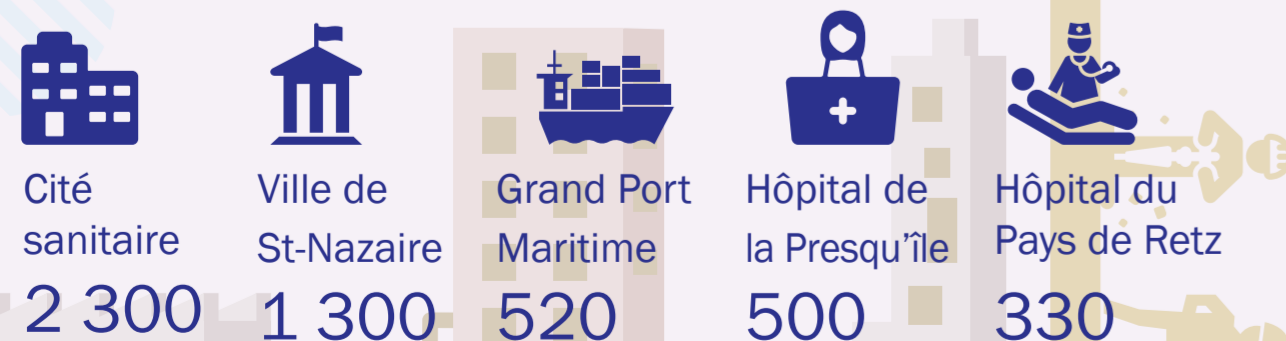 Cité
sanitaire
2 300
Ville de
St-Nazaire
1 300
Grand Port
Maritime
520
Hôpital de
la Presqu’île
500
Hôpital du
Pays de Retz
330